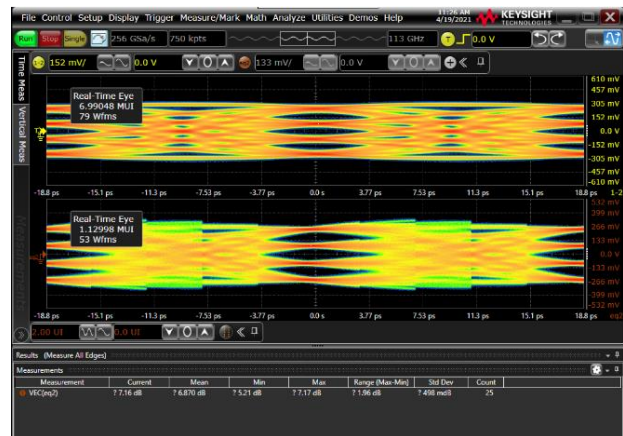 File Control Setup Display Trigger Measure/Mark Math Analyze Utilities Demos Help 11:26 AM 4/19/2021 KEYSIGHT TECHNOLOGIES
Run Stop Single 256 GSa/s 750 kpts 113 GHz 0.0 V
152 mV/ 0.0 V 133 mV/ 0.0 V
Time Meas
Vertical Meas
Measurements
610 mV
457 mV
Real-Time Eye
6.99048 MUI
79 Wfms
305 mV
152 mV
0.0 V
-152 mV
-305 mV
-457 mV
-610 mV
-18.8 ps -15.1 ps -11.3 ps -7.53 ps -3.77 ps 0.0 s 3.77 ps 7.53 ps 11.3 ps 15.1 ps 18.8 ps 1-2
532 mV
399 mV
Real-Time Eye
1.12998 MUI
53 Wfms
266 mV
133 mV
0.0 V
-133 mV
-266 mV
-399 mV
-532 mV
-18.8 ps -15.1 ps -11.3 ps -7.53 ps -3.77 ps 0.0 s 3.77 ps 7.53 ps 11.3 ps 15.1 ps 18.8 ps eq2
2.00 UI 0.0 UI
Results (Measure All Edges)
Measurements
Measurement Current Mean Min Max Range (Max-Min) Std Dev Count
VEC(eq2) ? 7.16 dB ? 6.870 dB ? 5.21 dB ? 7.17 dB ? 1.96 dB ? 498 mdB 25